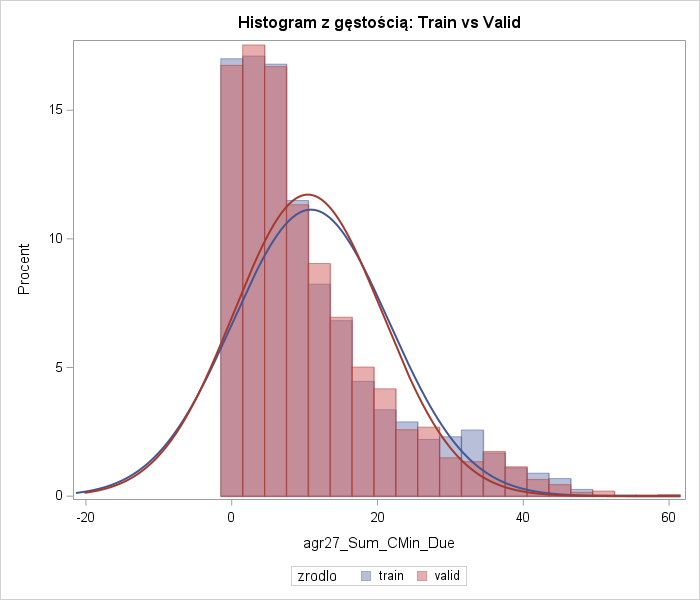 Histogram z gęstością: Train vs Valid
Procent
15
10
5
0
-20 0 20 40 60
agr27_Sum_CMin_Due
zrodlo train valid